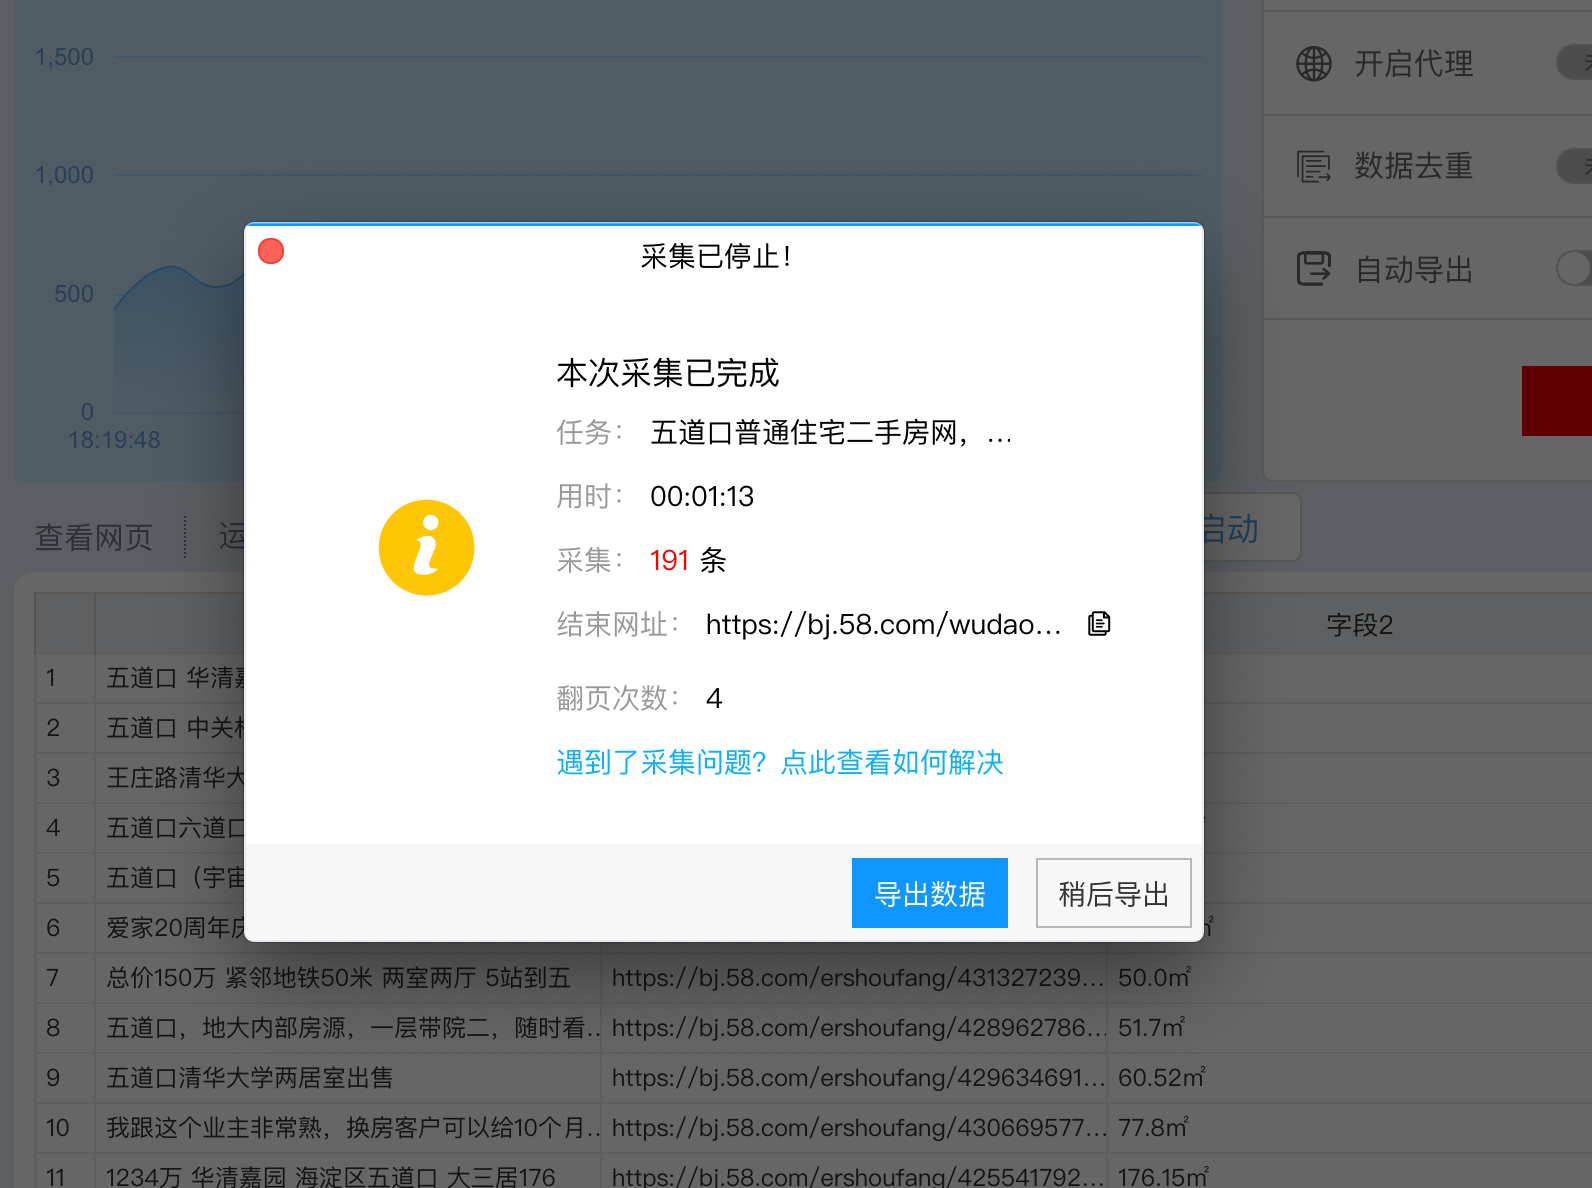 1,500
1,000
500
0
18:19:48
开启代理
数据去重
自动导出
采集已停止!
本次采集已完成
任务: 五道口普通住宅二手房网, ...
用时: 00:01:13
采集: 191 条
结束网址: https://bj.58.com/wudao...
翻页次数: 4
遇到了采集问题? 点此查看如何解决
导出数据 稍后导出
查看网页
启动
字段2
1 五道口 华清
2 五道口 中关
3 王庄路清华大
4 五道口六道口
5 五道口 (宇宙
6 爱家20周年庆
7 总价150万 紧邻地铁50米 两室两厅 5站到五 https://bj.58.com/ershoufang/431327239... 50.0㎡
8 五道口, 地大内部房源, 一层带院二, 随时看... https://bj.58.com/ershoufang/428962786... 51.7㎡
9 五道口清华大学两居室出售 https://bj.58.com/ershoufang/429634691... 60.52㎡
10 我跟这个业主非常熟, 换房客户可以给10个月... https://bj.58.com/ershoufang/430669577... 77.8㎡
11 1234万 华清嘉园 海淀区五道口 大三居176 https://bj.58.com/ershoufang/425541792... 176.15㎡